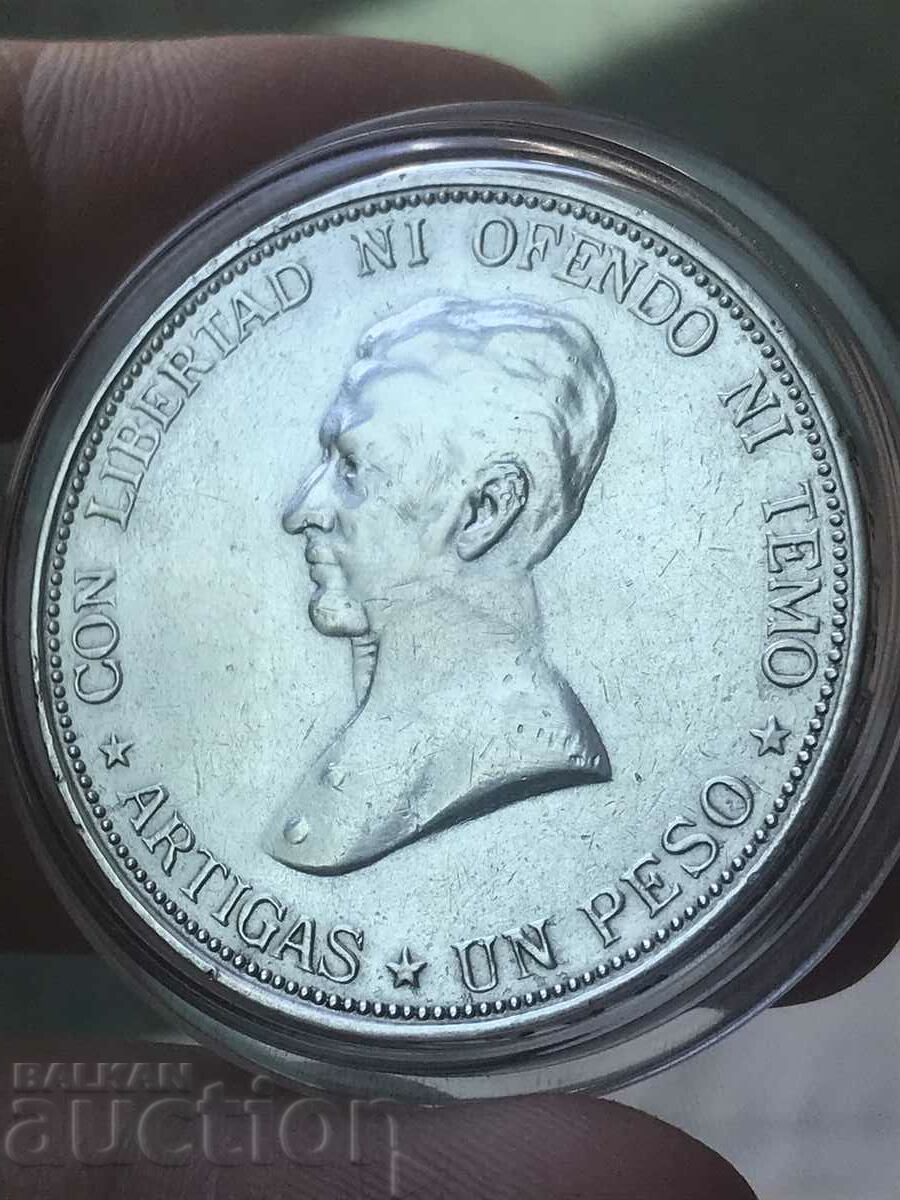 CON LIBERTAD NI OFENDO NI TEMO
★ ARTIGAS ★ UN PESO ★
BALKAN
auction